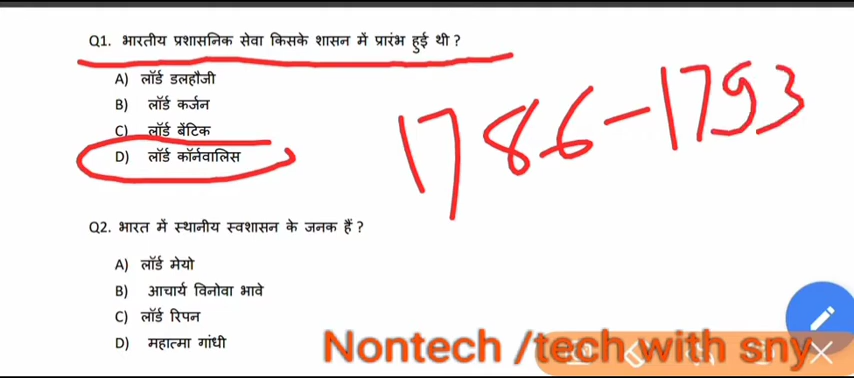 Q1. भारतीय प्रशासनिक सेवा किसके शासन में प्रारंभ हुई थी ?
A) लॉर्ड डलहौजी
B) लॉर्ड कर्जन
C) लॉर्ड बेंटिक
D) लॉर्ड कॉर्नवालिस
1786-1793
Q2. भारत में स्थानीय स्वशासन के जनक हैं ?
A) लॉर्ड मेयो
B) आचार्य विनोवा भावे
C) लॉर्ड रिपन
D) महात्मा गांधी
Nontech /tech with sny